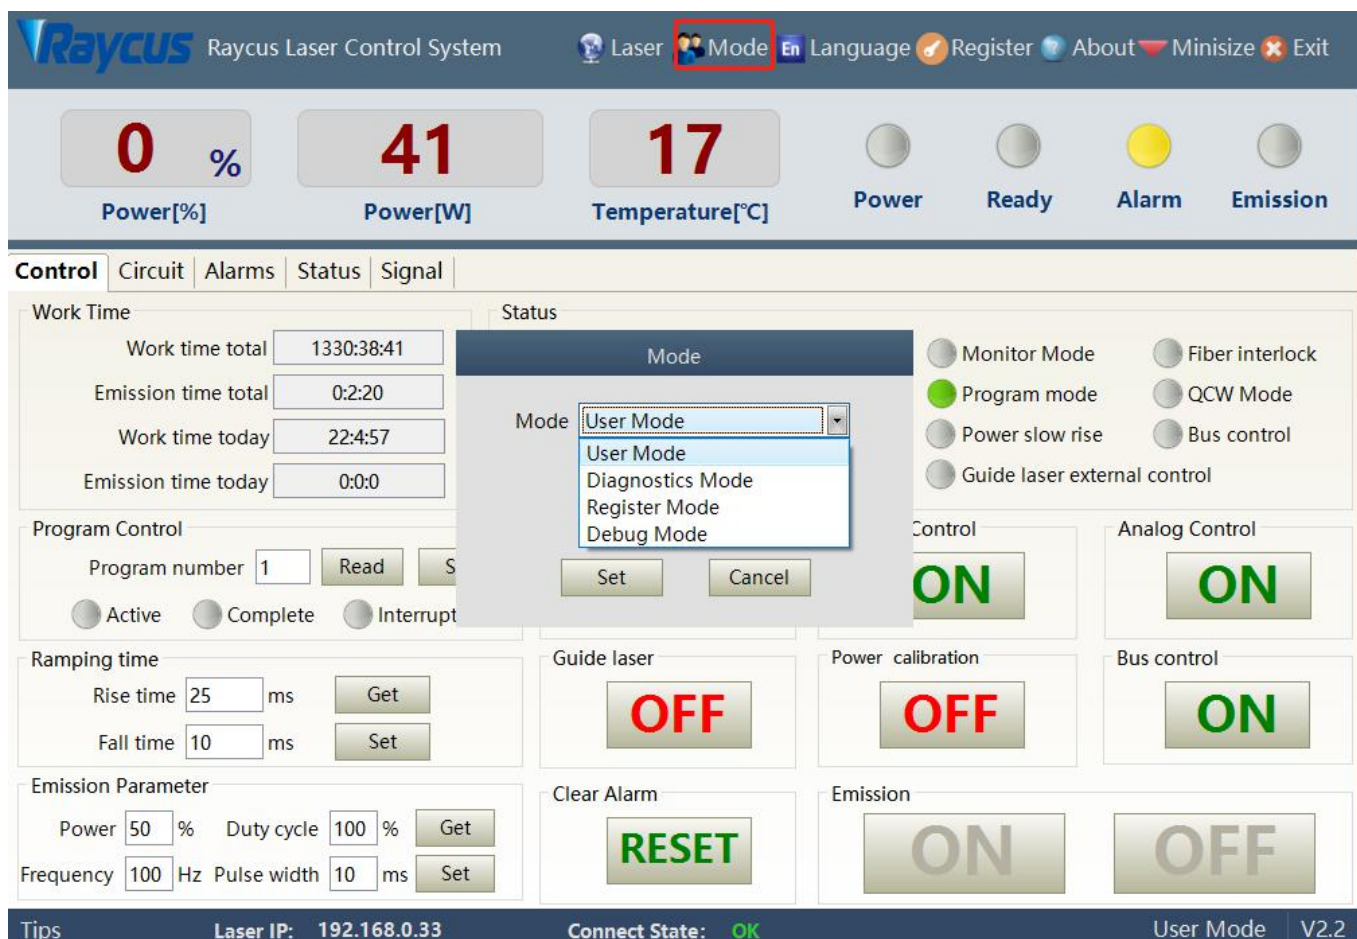 Raycus Raycus Laser Control System Laser Mode En Language Register About Minisize Exit
0 % 41 17
Power[%] Power[W] Temperature[℃] Power Ready Alarm Emission
Control Circuit Alarms Status Signal
Work Time
Work time total 1330:38:41
Emission time total 0:2:20
Work time today 22:4:57
Emission time today 0:0:0
Status
Monitor Mode Fiber interlock
Program mode QCW Mode
Power slow rise Bus control
Guide laser external control
Mode
Mode User Mode
User Mode
Diagnostics Mode
Register Mode
Debug Mode
Set Cancel
Program Control
Program number 1 Read S
Active Complete Interrupt
Control
ON
Analog Control
ON
Ramping time
Rise time 25 ms Get
Fall time 10 ms Set
Guide laser
OFF
Power calibration
OFF
Bus control
ON
Emission Parameter
Power 50 % Duty cycle 100 % Get
Frequency 100 Hz Pulse width 10 ms Set
Clear Alarm
RESET
Emission
ON OFF
Tips Laser IP: 192.168.0.33 Connect State: OK User Mode V2.2